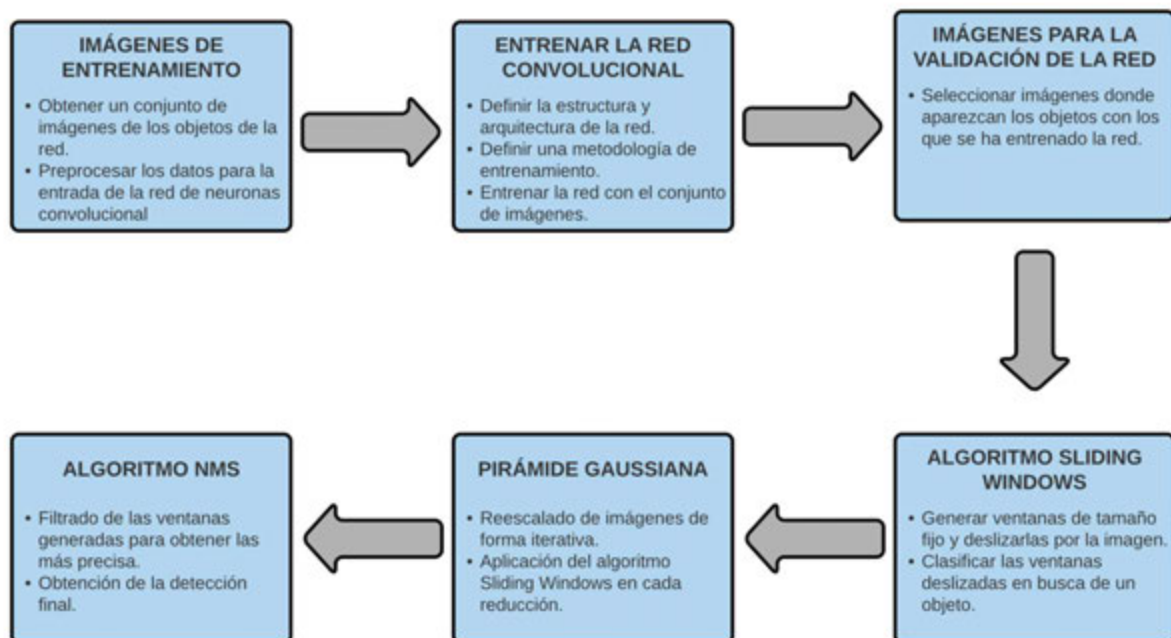 IMÁGENES DE
ENTRENAMIENTO
• Obtener un conjunto de
imágenes de los objetos de la
red.
• Preprocesar los datos para la
entrada de la red de neuronas
convolucional
ENTRENAR LA RED
CONVOLUCIONAL
• Definir la estructura y
arquitectura de la red.
• Definir una metodología de
entrenamiento.
• Entrenar la red con el conjunto
de imágenes.
IMÁGENES PARA LA
VALIDACIÓN DE LA RED
• Seleccionar imágenes donde
aparezcan los objetos con los
que se ha entrenado la red.
ALGORITMO SLIDING
WINDOWS
• Generar ventanas de tamaño
fijo y deslizarlas por la imagen.
• Clasificar las ventanas
deslizadas en busca de un
objeto.
PIRÁMIDE GAUSSIANA
• Reescalado de imágenes de
forma iterativa.
• Aplicación del algoritmo
Sliding Windows en cada
reducción.
ALGORITMO NMS
• Filtrado de las ventanas
generadas para obtener las
más precisa.
• Obtención de la detección
final.